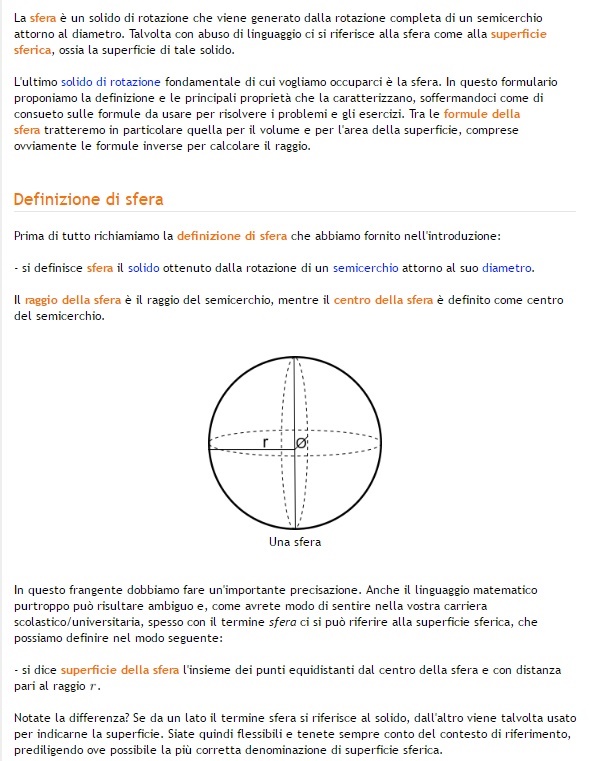 La sfera è un solido di rotazione che viene generato dalla rotazione completa di un semicerchio
attorno al diametro. Talvolta con abuso di linguaggio ci si riferisce alla sfera come alla superficie
sferica, ossia la superficie di tale solido.
L'ultimo solido di rotazione fondamentale di cui vogliamo occuparci è la sfera. In questo formulario
proponiamo la definizione e le principali proprietà che la caratterizzano, soffermandoci come di
consueto sulle formule da usare per risolvere i problemi e gli esercizi. Tra le formule della
sfera tratteremo in particolare quella per il volume e per l'area della superficie, comprese
ovviamente le formule inverse per calcolare il raggio.
Definizione di sfera
Prima di tutto richiamiamo la definizione di sfera che abbiamo fornito nell'introduzione:
- si definisce sfera il solido ottenuto dalla rotazione di un semicerchio attorno al suo diametro.
Il raggio della sfera è il raggio del semicerchio, mentre il centro della sfera è definito come centro
del semicerchio.
r O
Una sfera
In questo frangente dobbiamo fare un'importante precisazione. Anche il linguaggio matematico
purtroppo può risultare ambiguo e, come avrete modo di sentire nella vostra carriera
scolastico/universitaria, spesso con il termine sfera ci si può riferire alla superficie sferica, che
possiamo definire nel modo seguente:
- si dice superficie della sfera l'insieme dei punti equidistanti dal centro della sfera e con distanza
pari al raggio r.
Notate la differenza? Se da un lato il termine sfera si riferisce al solido, dall'altro viene talvolta usato
per indicarne la superficie. Siate quindi flessibili e tenete sempre conto del contesto di riferimento,
prediligendo ove possibile la più corretta denominazione di superficie sferica.